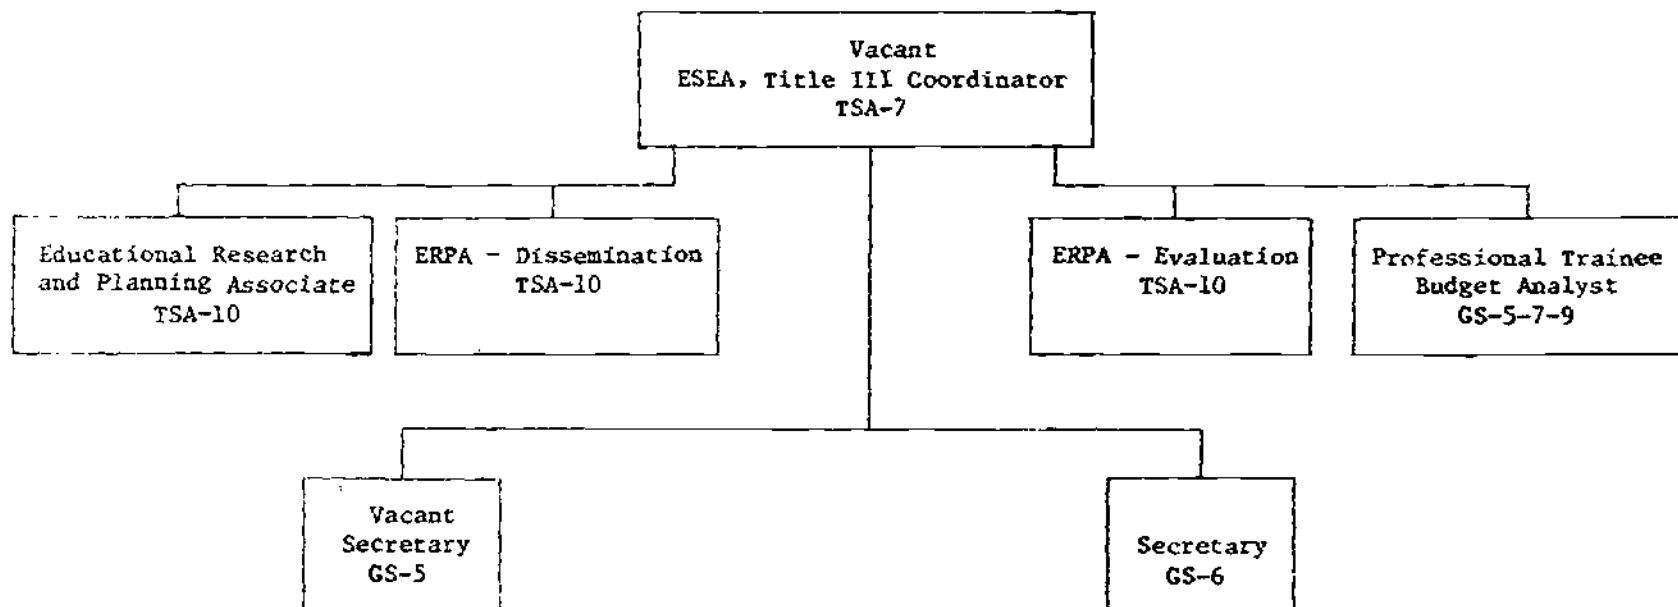 Vacant
ESEA, Title III Coordinator
TSA-7
Educational Research
and Planning Associate
TSA-10
ERPA - Dissemination
TSA-10
ERPA - Evaluation
TSA-10
Professional Trainee
Budget Analyst
GS-5-7-9
Vacant
Secretary
GS-5
Secretary
GS-6